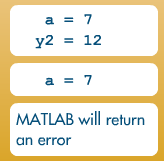 a = 7
y2 = 12
a = 7
MATLAB will return
an error